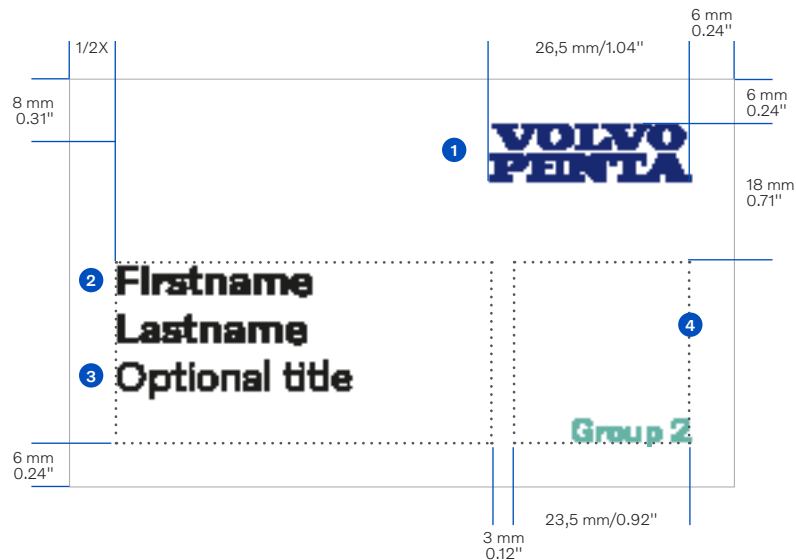 6 mm
0.24"
1/2X
26,5 mm/1.04"
8 mm
0.31"
6 mm
0.24"
1
VOLVO
PENTA
18 mm
0.71"
2
Firstname
Lastname
4
3
Optional title
Group 2
6 mm
0.24"
23,5 mm/0.92"
3 mm
0.12"